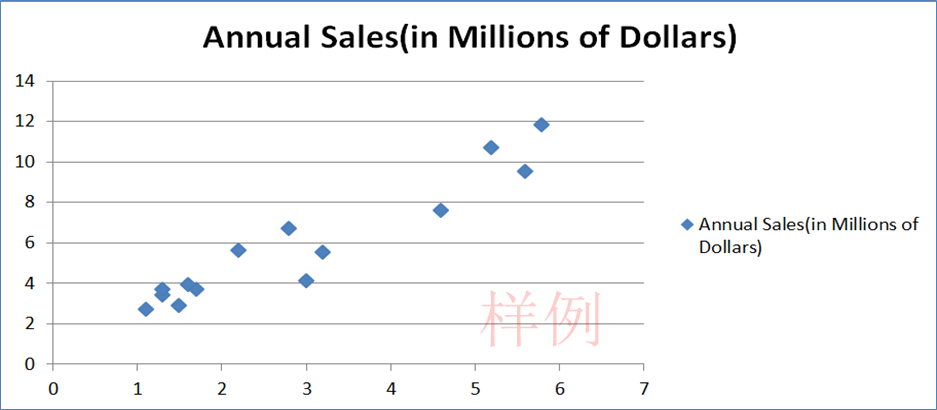 Annual Sales(in Millions of Dollars)
14
12
10
8
6
4
2
0
0 1 2 3 4 5 6 7
Annual Sales(in Millions of
Dollars)
样例